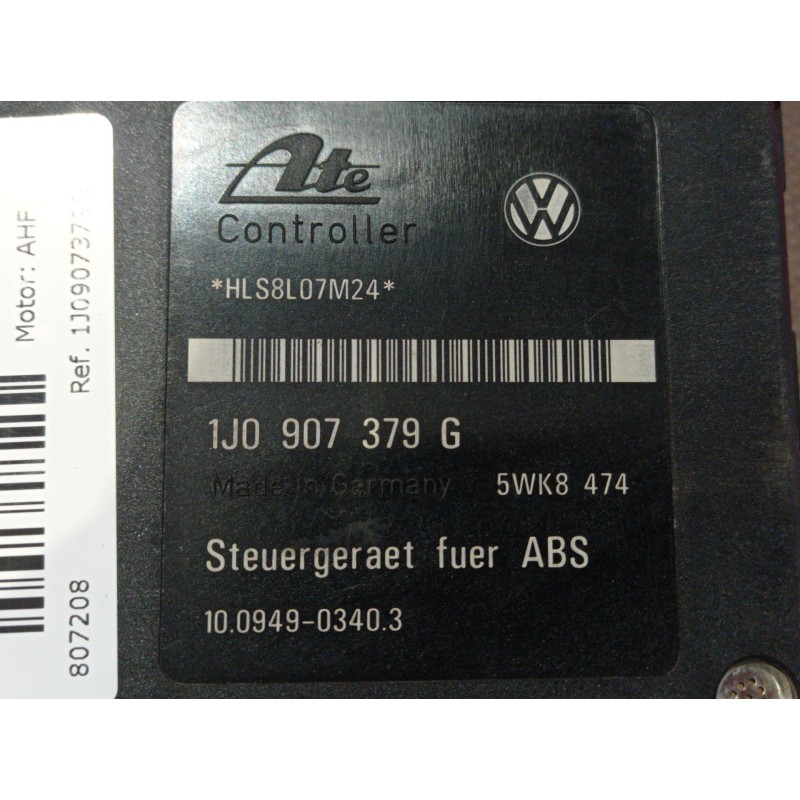 Ate
Controller
*HLS8L07M24*
1J0 907 379 G
Made in Germany
5WK8 474
Steuergeraet fuer ABS
10.0949-0340.3
Motor: AHF
Ref.
807208